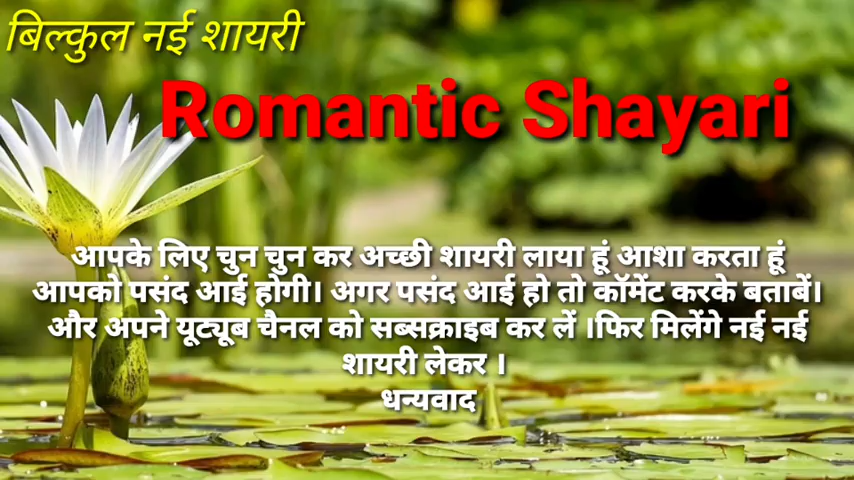 बिल्कुल नई शायरी
Romantic Shayari
आपके लिए चुन चुन कर अच्छी शायरी लाया हूं आशा करता हूं
आपको पसंद आई होगी। अगर पसंद आई हो तो कॉमेंट करके बताबें।
और अपने यूट्यूब चैनल को सब्सक्राइब कर लें ।फिर मिलेंगे नई नई
शायरी लेकर ।
धन्यवाद